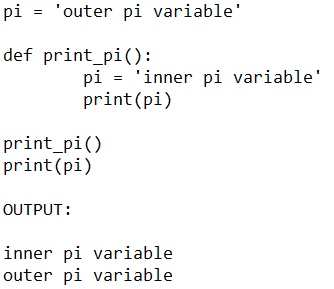 pi = 'outer pi variable'
def print_pi():
        pi = 'inner pi variable'
        print(pi)
print_pi()
print(pi)
OUTPUT:
inner pi variable
outer pi variable